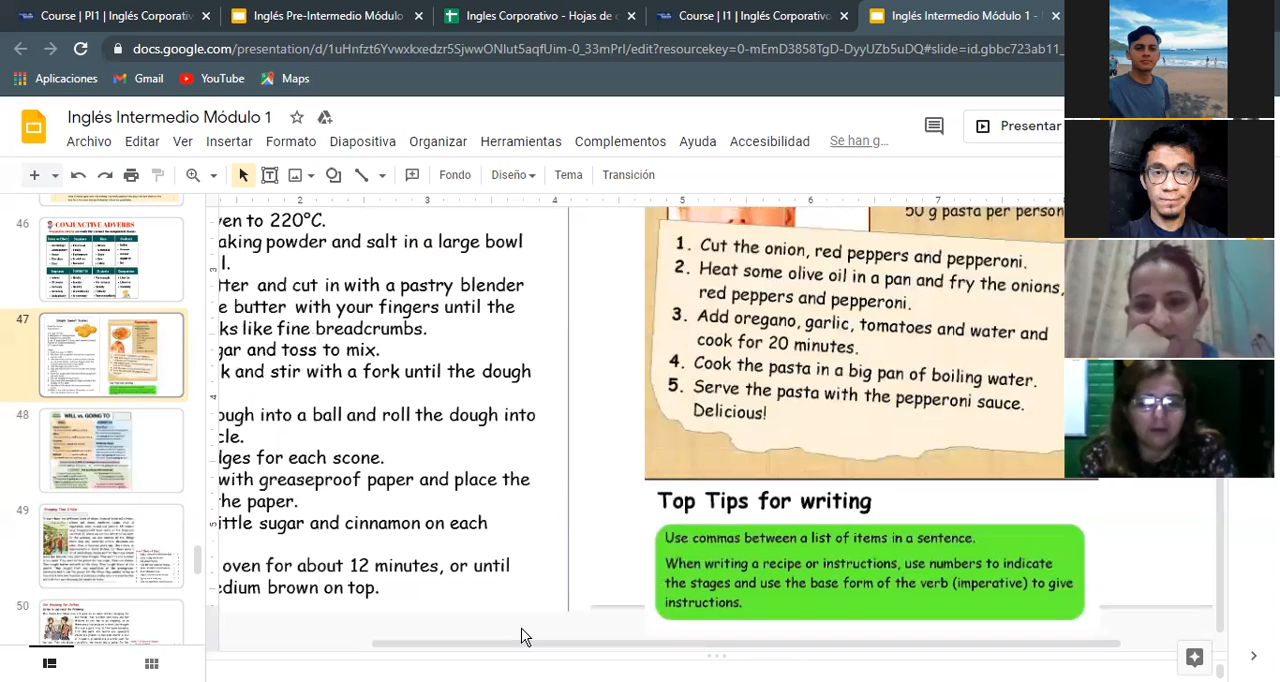 Course | PI1 | Inglés Corporativ
Inglés Pre-Intermedio Módulo
Ingles Corporativo - Hojas de
Course | I1 | Inglés Corporativo
Inglés Intermedio Módulo 1 -
docs.google.com/presentation/d/1uHnfzt6Yvwxkxedzr5SjwwONlut5aqfUim-0_33mPrI/edit?resourcekey=0-mEmD3858TgD-DyyUZb5uDQ#slide=id.gbbc723ab11_
Aplicaciones
Gmail
YouTube
Maps
Inglés Intermedio Módulo 1
Archivo Editar Ver Insertar Formato Diapositiva Organizar Herramientas Complementos Ayuda Accesibilidad Se han g...
Presentar
Fondo Diseño Tema Transición
2 3 4 5 6 7
46
CONJUNCTIVE ADVERBS
47
48
WILL vs. GOING TO
49
50
ven to 220°C.
aking powder and salt in a large bowl
l.
tter and cut in with a pastry blender
e butter with your fingers until the
ks like fine breadcrumbs.
and toss to mix.
and stir with a fork until the dough
ough into a ball and roll the dough into
cle.
dges for each circle.
with greaseproof paper and place the
he paper.
ittle sugar and cinnamon on each
oven for about 12 minutes, or until
edium brown on top.
50 g pasta per person
1. Cut the onion, red peppers and pepperoni.
2. Heat some olive oil in a pan and fry the onions,
red peppers and pepperoni.
3. Add oregano, garlic, tomatoes and water and
cook for 20 minutes.
4. Cook the pasta in a big pan of boiling water.
5. Serve the pasta with the pepperoni sauce.
Delicious!
Top Tips for writing
Use commas between a list of items in a sentence.
When writing a recipe or instructions, use numbers to indicate
the stages and use the base form of the verb (imperative) to give
instructions.